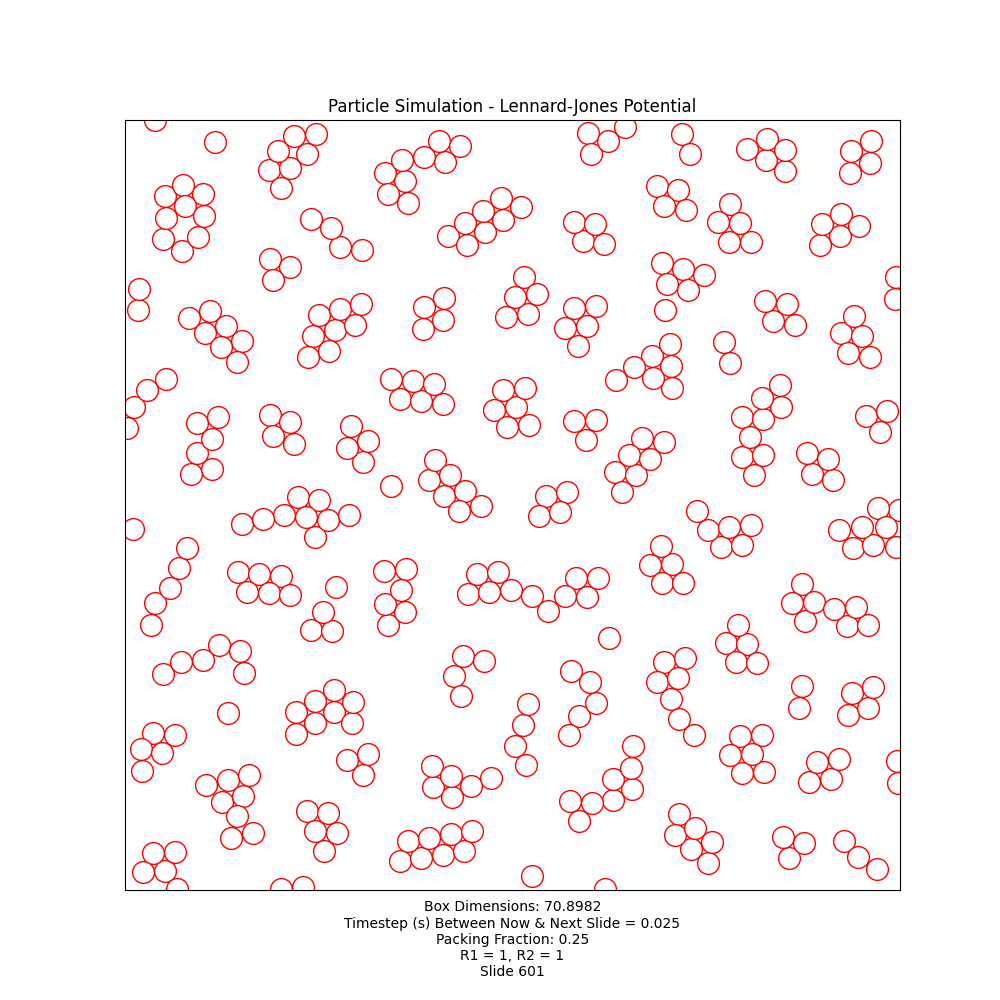 Particle Simulation - Lennard-Jones Potential
Box Dimensions: 70.8982
Timestep (s) Between Now & Next Slide = 0.025
Packing Fraction: 0.25
R1 = 1, R2 = 1
Slide 601